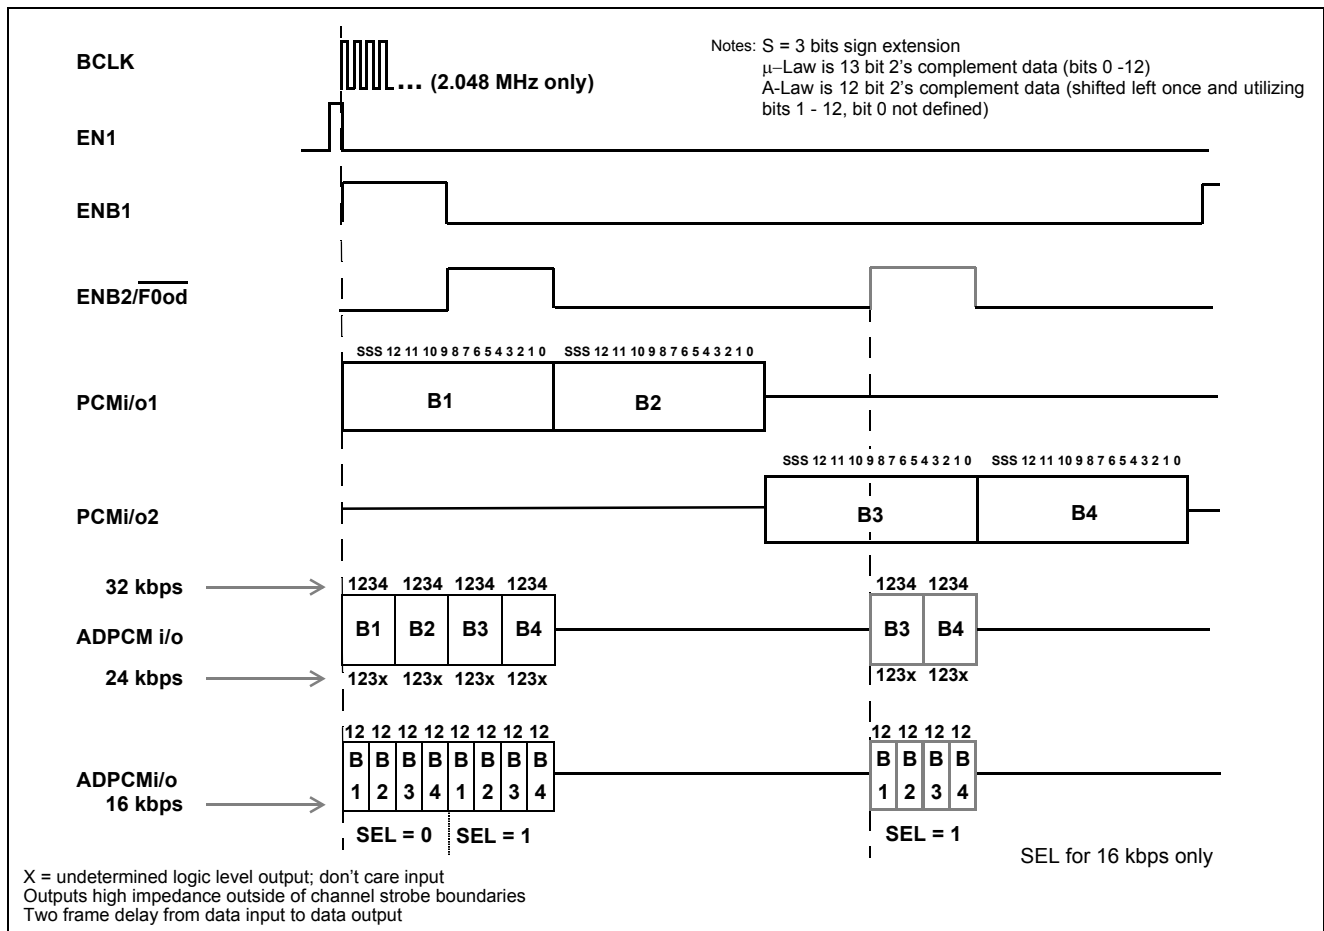 BCLK
... (2.048 MHz only)
Notes: S = 3 bits sign extension
μ–Law is 13 bit 2's complement data (bits 0 -12)
A-Law is 12 bit 2's complement data (shifted left once and utilizing
bits 1 - 12, bit 0 not defined)
EN1
ENB1
ENB2/F0od
SSS 12 11 10 9 8 7 6 5 4 3 2 1 0 SSS 12 11 10 9 8 7 6 5 4 3 2 1 0
PCMi/o1
B1 B2
SSS 12 11 10 9 8 7 6 5 4 3 2 1 0 SSS 12 11 10 9 8 7 6 5 4 3 2 1 0
PCMi/o2
B3 B4
32 kbps
1234 1234 1234 1234 1234 1234
ADPCM i/o
B1 B2 B3 B4 B3 B4
24 kbps
123x 123x 123x 123x 123x 123x
12 12 12 12 12 12 12 12 12 12 12 12
ADPCMi/o
16 kbps
B B B B B B B B B B B B
1 2 3 4 1 2 3 4 1 2 3 4
SEL = 0 SEL = 1 SEL = 1
SEL for 16 kbps only
X = undetermined logic level output; don't care input
Outputs high impedance outside of channel strobe boundaries
Two frame delay from data input to data output